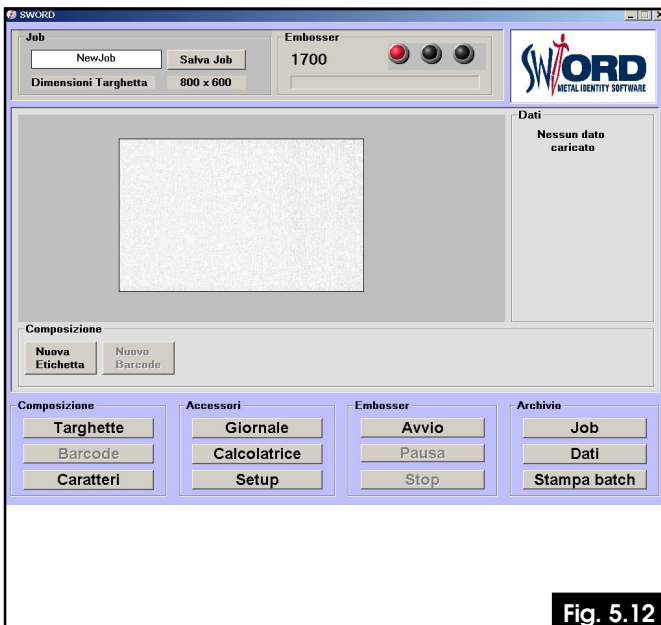 SWORD
Job
NewJob
Salva Job
Dimensioni Targhetta
800 x 600
Embosser
1700
SWORD
METAL IDENTITY SOFTWARE
Dati
Nessun dato
caricato
Composizione
Nuova
Etichetta
Nuovo
Barcode
Composizione
Targhette
Barcode
Caratteri
Accessori
Giornale
Calcolatrice
Setup
Embosser
Avvio
Pausa
Stop
Archivio
Job
Dati
Stampa batch
Fig. 5.12